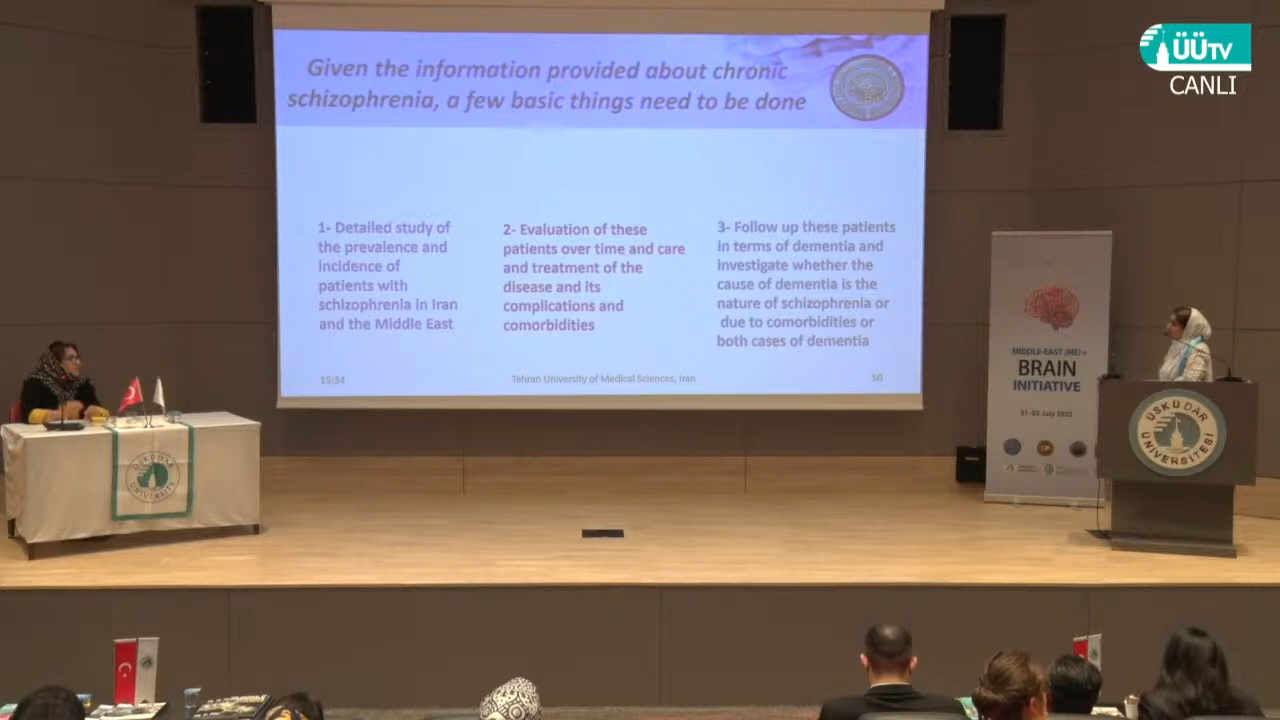 ÜÜTV
CANLI
Given the information provided about chronic
schizophrenia, a few basic things need to be done
1- Detailed study of
the prevalence and
incidence of
patients with
schizophrenia in Iran
and the Middle East
2- Evaluation of these
patients over time and care
and treatment of the
disease and its
complications and
comorbidities
3- Follow up these patients
in terms of dementia and
investigate whether the
cause of dementia is the
nature of schizophrenia or
due to comorbidities or
both cases of dementia
15:34
Tehran University of Medical Sciences, Iran
50
MIDDLE-EAST (ME) +
BRAIN
INITIATIVE
01-03 July 2022
ÜSKÜDAR
ÜNİVERSİTESİ
ÜSKÜDAR
UNIVERSITY